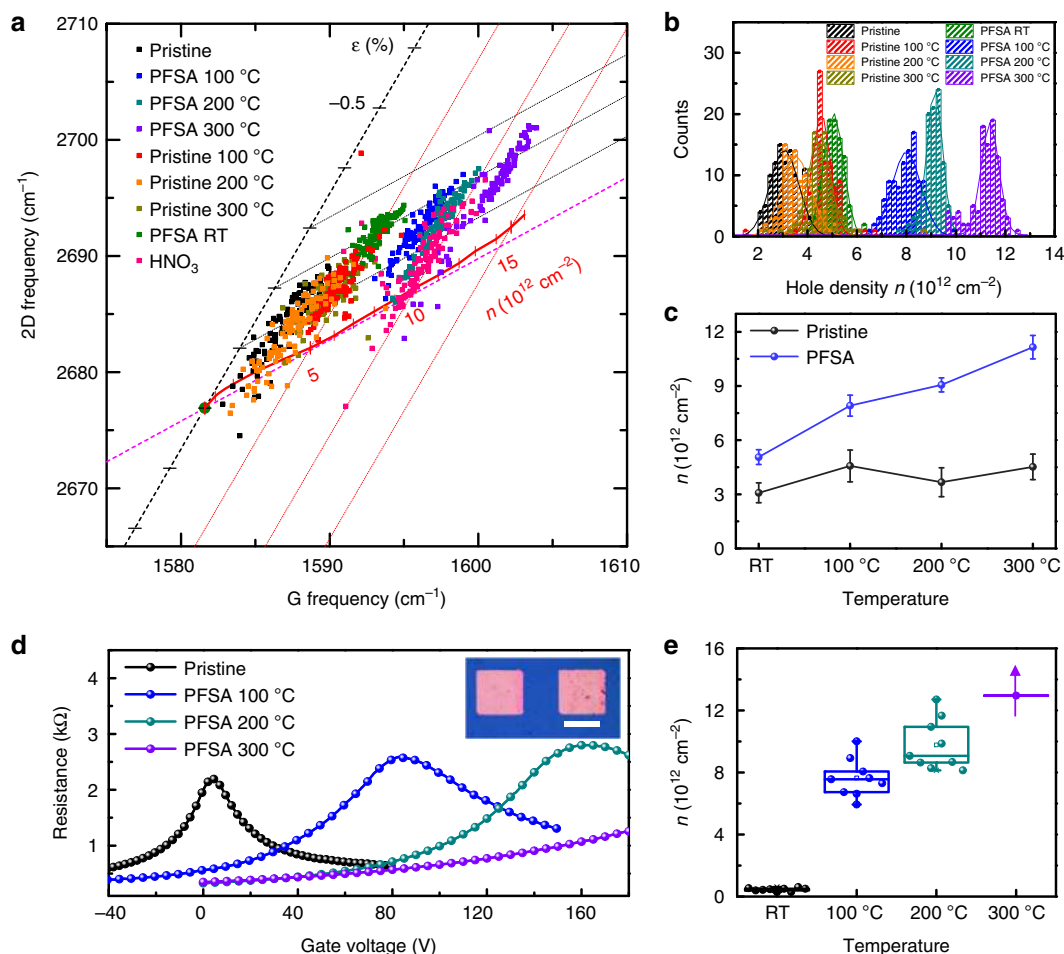 a
2710
2700
2690
2680
2670
2D frequency (cm⁻¹)
1580
1590
1600
1610
G frequency (cm⁻¹)
Pristine
PFSA 100 °C
PFSA 200 °C
PFSA 300 °C
Pristine 100 °C
Pristine 200 °C
Pristine 300 °C
PFSA RT
HNO₃
ε (%)
−0.5
5
10
15
n (10¹² cm⁻²)
b
30
20
10
0
Counts
Pristine
Pristine 100 °C
Pristine 200 °C
Pristine 300 °C
PFSA RT
PFSA 100 °C
PFSA 200 °C
PFSA 300 °C
2
4
6
8
10
12
14
Hole density n (10¹² cm⁻²)
c
12
9
6
3
0
n (10¹² cm⁻²)
Pristine
PFSA
RT
100 °C
200 °C
300 °C
Temperature
d
4
3
2
1
Resistance (kΩ)
Pristine
PFSA 100 °C
PFSA 200 °C
PFSA 300 °C
−40
0
40
80
120
160
Gate voltage (V)
e
16
12
8
4
0
n (10¹² cm⁻²)
RT
100 °C
200 °C
300 °C
Temperature